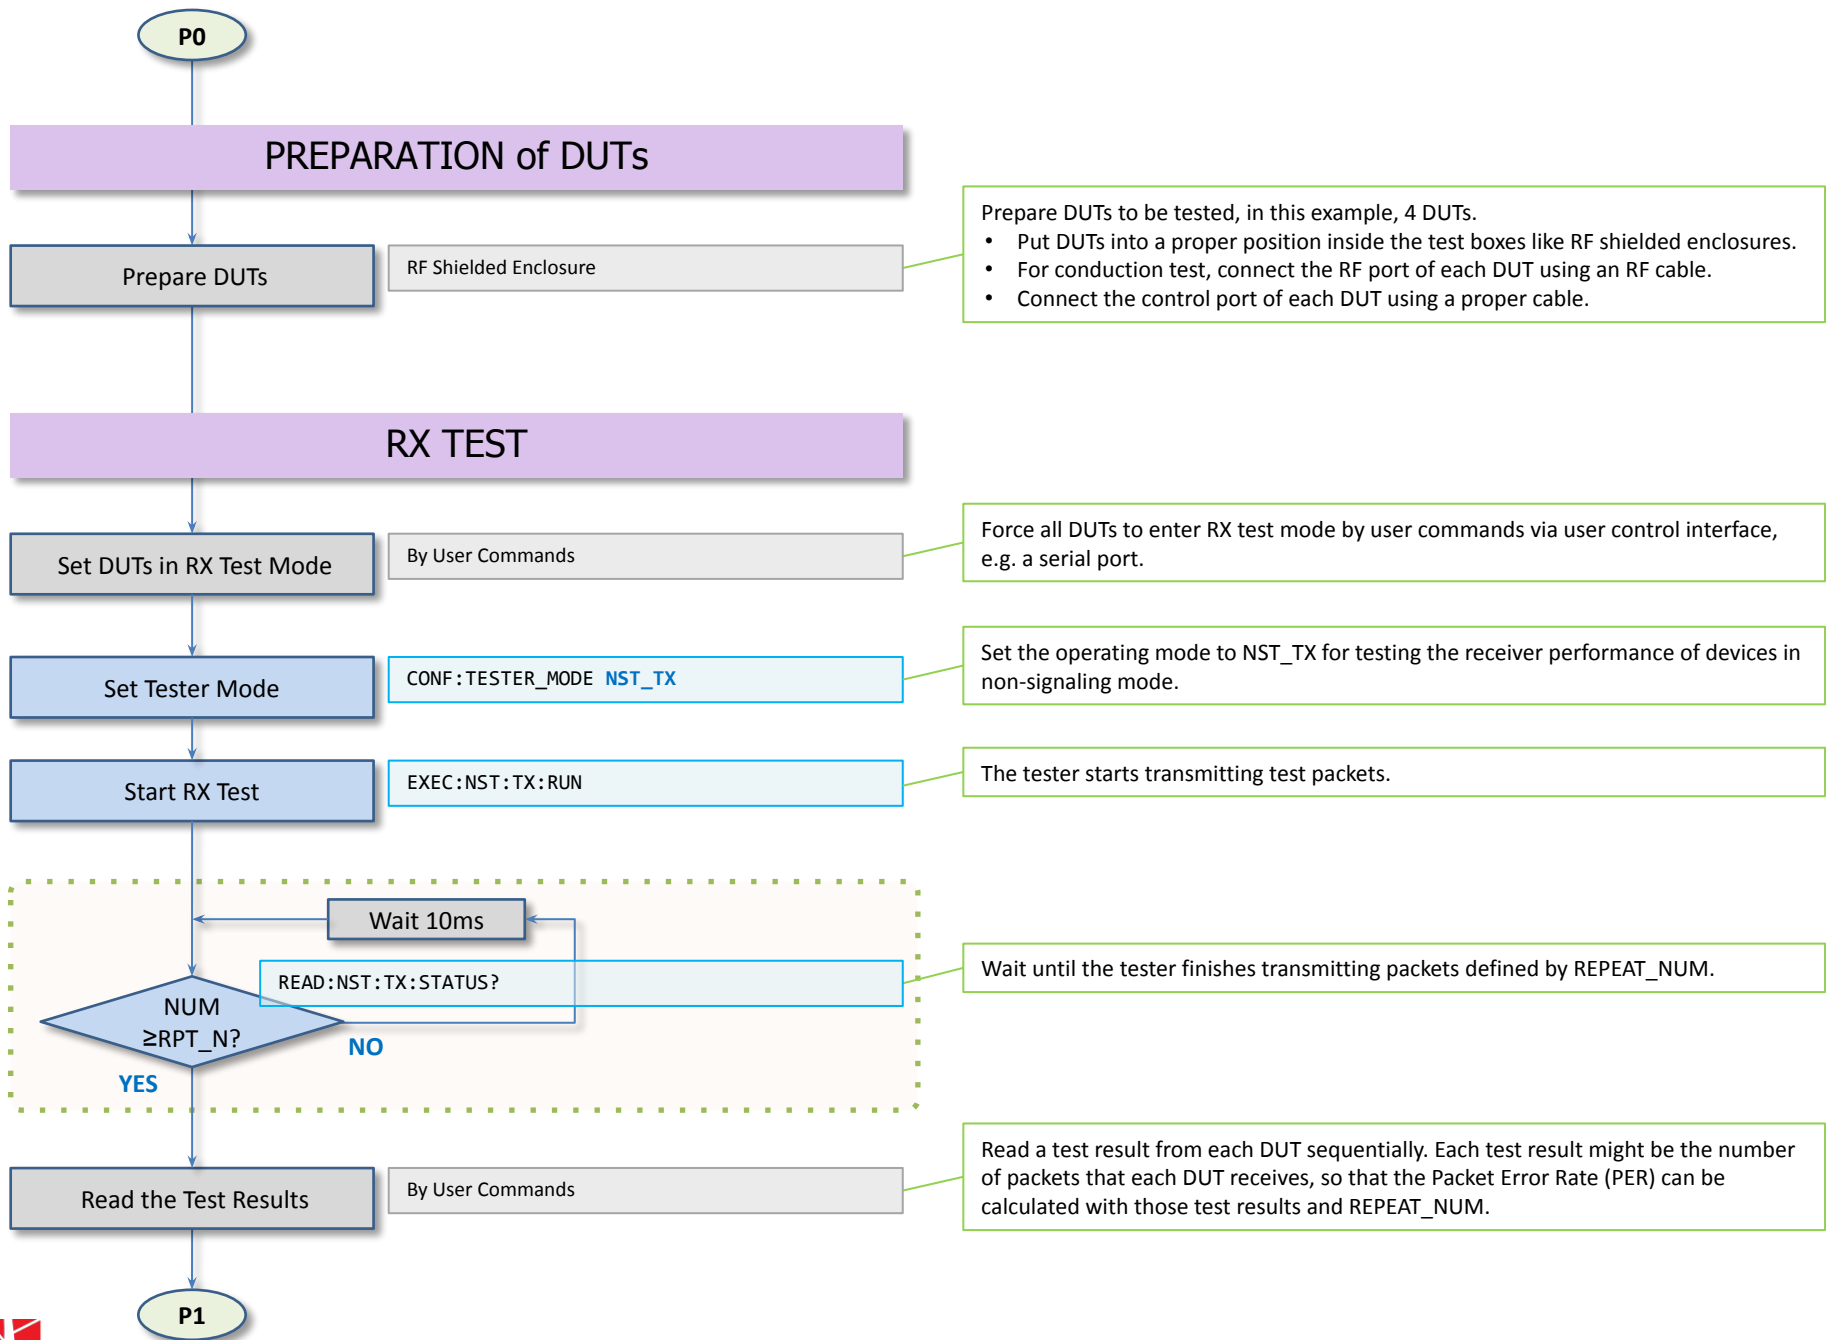 P0
PREPARATION of DUTs
Prepare DUTs
RF Shielded Enclosure
Prepare DUTs to be tested, in this example, 4 DUTs.
• Put DUTs into a proper position inside the test boxes like RF shielded enclosures.
• For conduction test, connect the RF port of each DUT using an RF cable.
• Connect the control port of each DUT using a proper cable.
RX TEST
Set DUTs in RX Test Mode
By User Commands
Force all DUTs to enter RX test mode by user commands via user control interface,
e.g. a serial port.
Set Tester Mode
CONF:TESTER_MODE NST_TX
Set the operating mode to NST_TX for testing the receiver performance of devices in
non-signaling mode.
Start RX Test
EXEC:NST:TX:RUN
The tester starts transmitting test packets.
Wait 10ms
READ:NST:TX:STATUS?
Wait until the tester finishes transmitting packets defined by REPEAT_NUM.
NUM
≥RPT_N?
NO
YES
Read the Test Results
By User Commands
Read a test result from each DUT sequentially. Each test result might be the number
of packets that each DUT receives, so that the Packet Error Rate (PER) can be
calculated with those test results and REPEAT_NUM.
P1